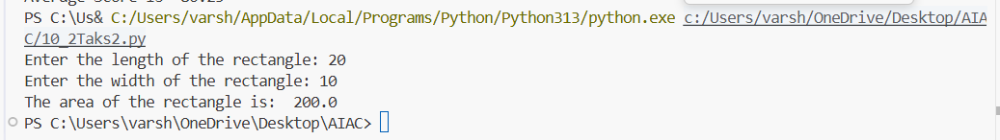 PS C:\Us& C:/Users/varsh/AppData/Local/Programs/Python/Python313/python.exe c:/Users/varsh/OneDrive/Desktop/AIA
C/10_2Taks2.py
Enter the length of the rectangle: 20
Enter the width of the rectangle: 10
The area of the rectangle is:  200.0
PS C:\Users\varsh\OneDrive\Desktop\AIAC>